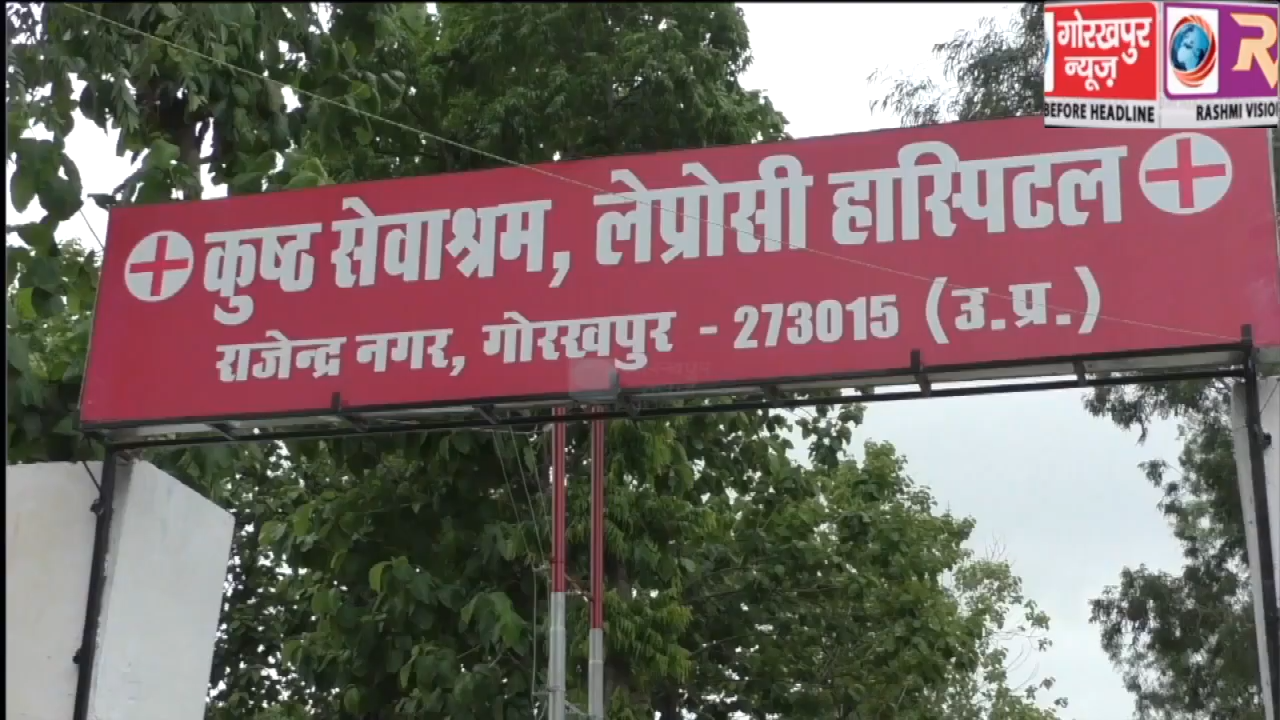 गोरखपुर
न्यूज़
BEFORE HEADLINE
R
RASHMI VISIO
कुष्ठ सेवाश्रम, लेप्रोसी हास्पिटल
राजेन्द्र नगर, गोरखपुर - 273015 (उ.प्र.)